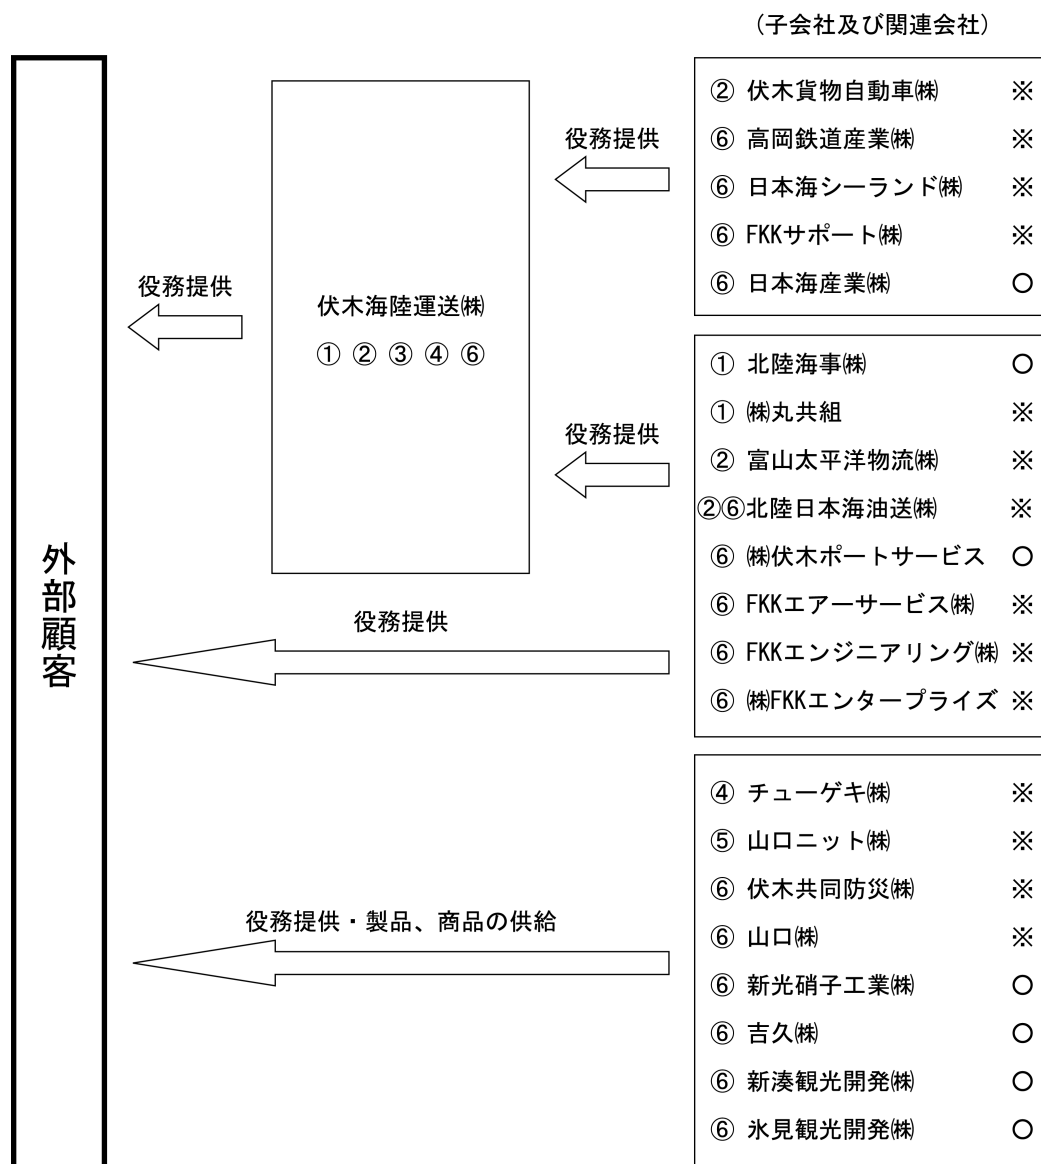 (子会社及び関連会社)
② 伏木貨物自動車㈱ ※
⑥ 高岡鉄道産業㈱ ※
⑥ 日本海シーランド㈱ ※
⑥ FKKサポート㈱ ※
⑥ 日本海産業㈱ ○
役務提供
役務提供
伏木海陸運送㈱
① ② ③ ④ ⑥
① 北陸海事㈱ ○
① ㈱丸共組 ※
② 富山太平洋物流㈱ ※
②⑥北陸日本海油送㈱ ※
⑥ ㈱伏木ポートサービス ○
⑥ FKKエアーサービス㈱ ※
⑥ FKKエンジニアリング㈱ ※
⑥ ㈱FKKエンタープライズ ※
役務提供
役務提供
外部顧客
④ チューゲキ㈱ ※
⑤ 山口ニット㈱ ※
⑥ 伏木共同防災㈱ ※
⑥ 山口㈱ ※
⑥ 新光硝子工業㈱ ○
⑥ 吉久㈱ ○
⑥ 新湊観光開発㈱ ○
⑥ 氷見観光開発㈱ ○
役務提供・製品、商品の供給